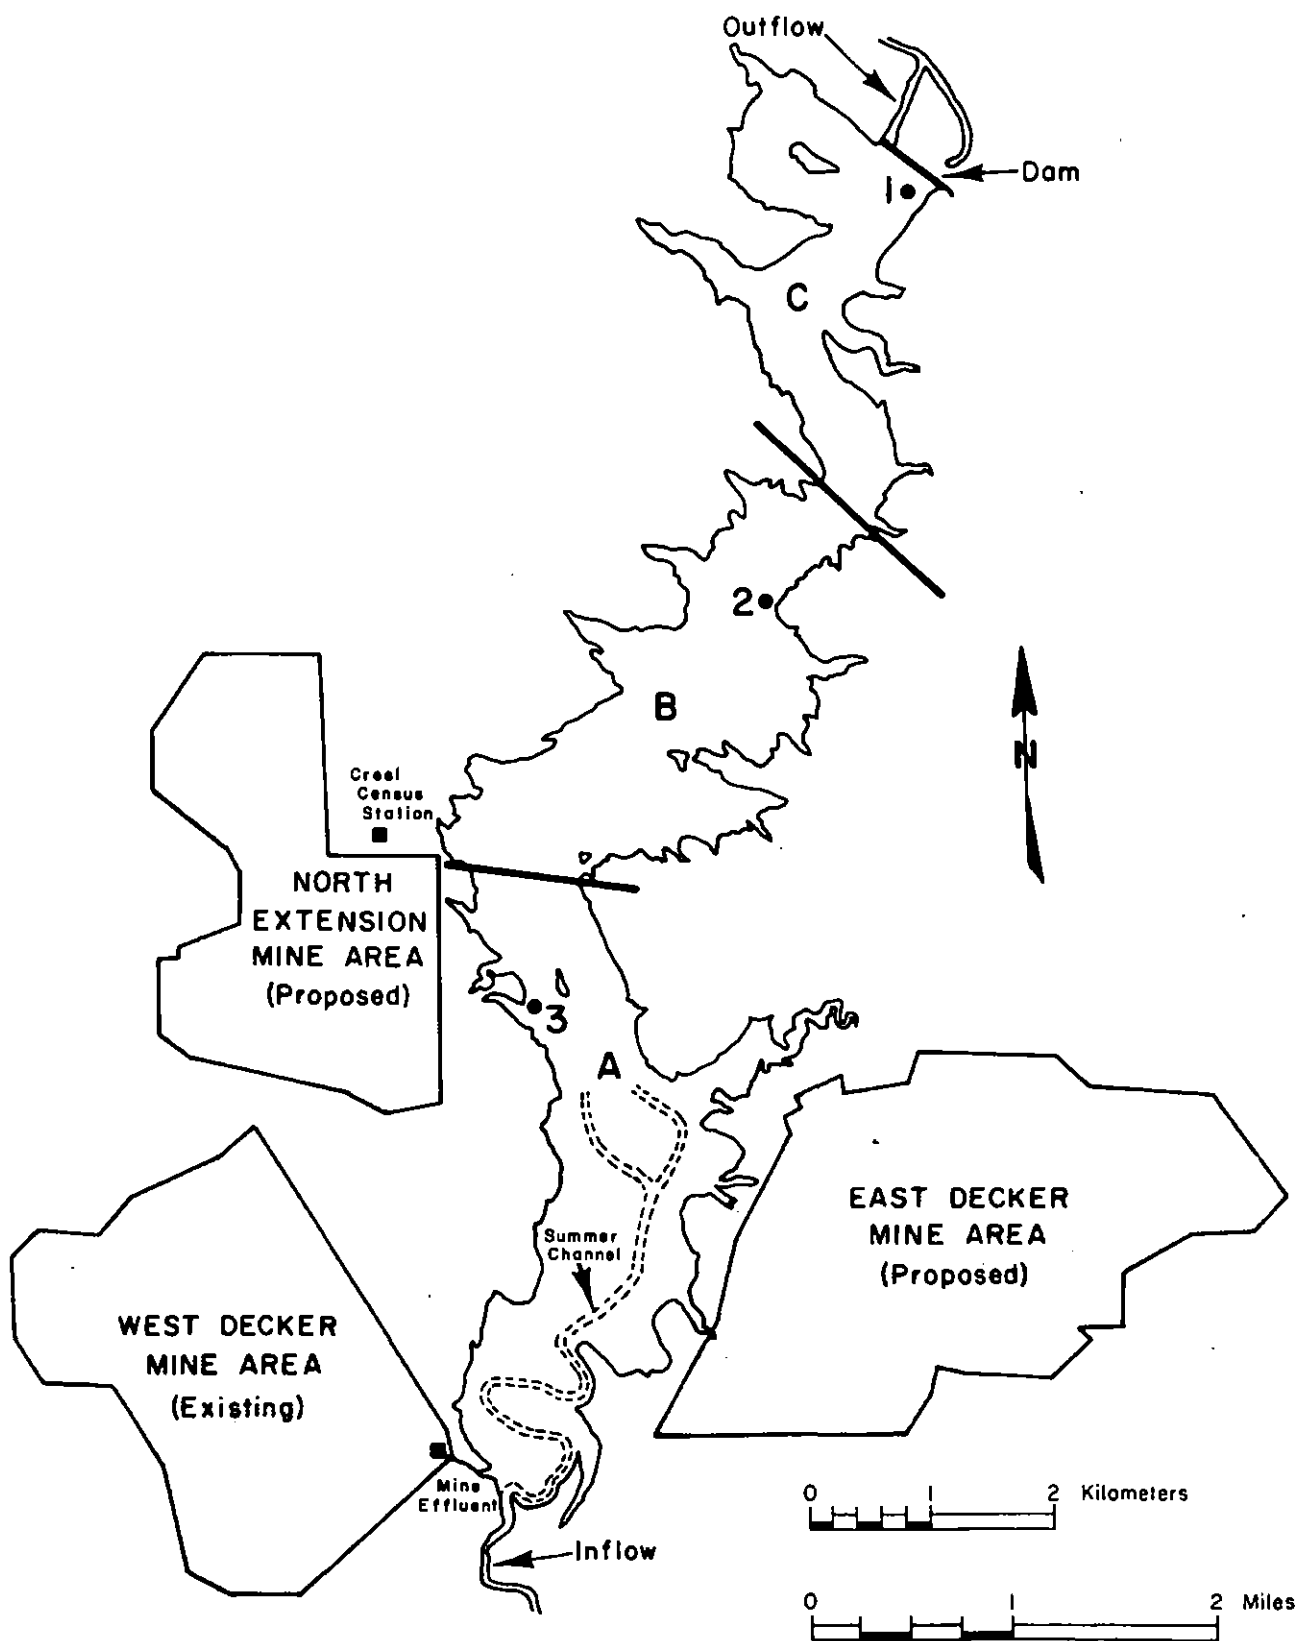 Outflow
Dam
1
C
2
B
N
Creel
Census
Station
NORTH
EXTENSION
MINE AREA
(Proposed)
3
A
EAST DECKER
MINE AREA
(Proposed)
Summer
Channel
WEST DECKER
MINE AREA
(Existing)
Mine
Effluent
Inflow
0 1 2 Kilometers
0 1 2 Miles